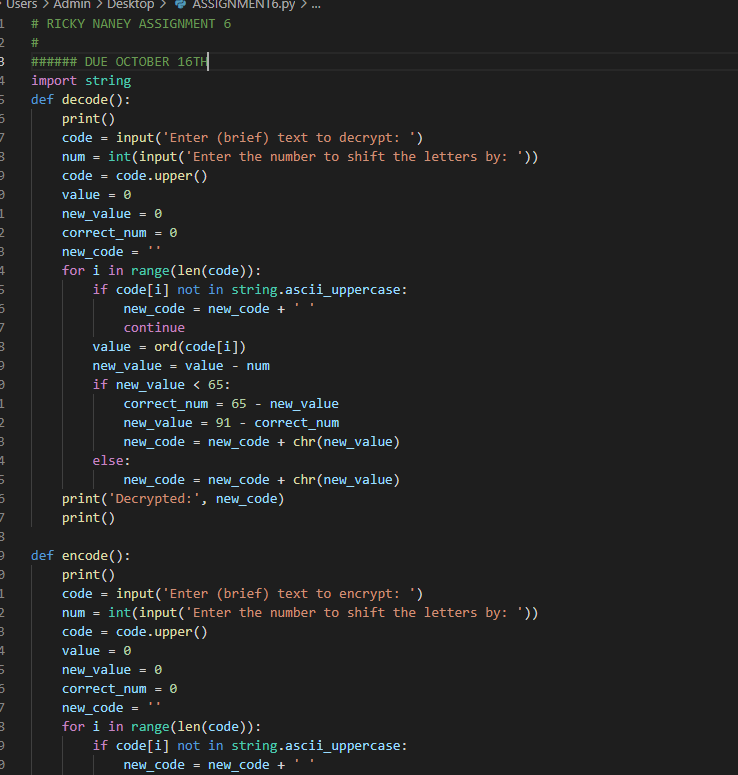 Users > Admin > Desktop > ASSIGNMENT6.py > ...
1 # RICKY NANEY ASSIGNMENT 6
2 #
3 ###### DUE OCTOBER 16TH
4 import string
5 def decode():
6     print()
7     code = input('Enter (brief) text to decrypt: ')
8     num = int(input('Enter the number to shift the letters by: '))
9     code = code.upper()
0     value = 0
1     new_value = 0
2     correct_num = 0
3     new_code = ''
4     for i in range(len(code)):
5         if code[i] not in string.ascii_uppercase:
6             new_code = new_code + ' '
7             continue
8         value = ord(code[i])
9         new_value = value - num
0         if new_value < 65:
1             correct_num = 65 - new_value
2             new_value = 91 - correct_num
3             new_code = new_code + chr(new_value)
4         else:
5             new_code = new_code + chr(new_value)
6     print('Decrypted:', new_code)
7     print()
8
9 def encode():
0     print()
1     code = input('Enter (brief) text to encrypt: ')
2     num = int(input('Enter the number to shift the letters by: '))
3     code = code.upper()
4     value = 0
5     new_value = 0
6     correct_num = 0
7     new_code = ''
8     for i in range(len(code)):
9         if code[i] not in string.ascii_uppercase:
0             new_code = new_code + ' '